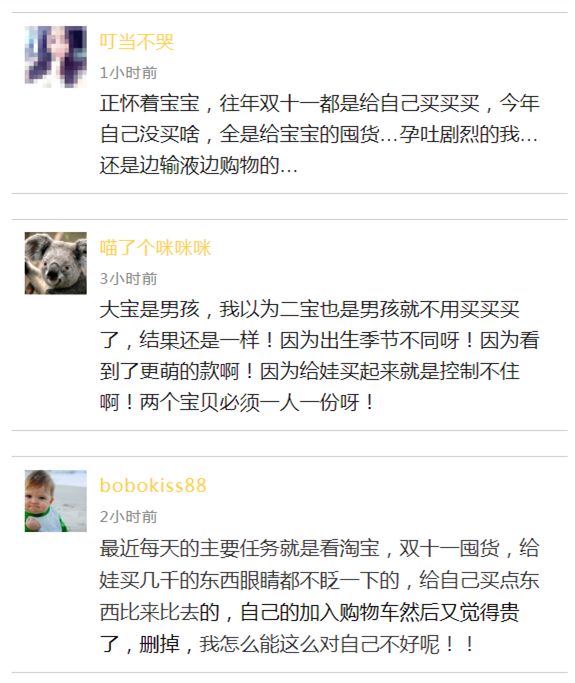 叮当不哭
1小时前
正怀着宝宝，往年双十一都是给自己买买买，今年
自己没买啥，全是给宝宝的囤货...孕吐剧烈的我...
还是边输液边购物的...
喵了个咪咪咪
3小时前
大宝是男孩，我以为二宝也是男孩就不用买买买
了，结果还是一样！因为出生季节不同呀！因为看
到了更萌的款啊！因为给娃买起来就是控制不住
啊！两个宝贝必须一人一份呀！
bobokiss88
2小时前
最近每天的主要任务就是看淘宝，双十一囤货，给
娃买几千的东西眼睛都不眨一下的，给自己买点东
西比来比去的，自己的加入购物车然后又觉得贵
了，删掉，我怎么能这么对自己不好呢！！